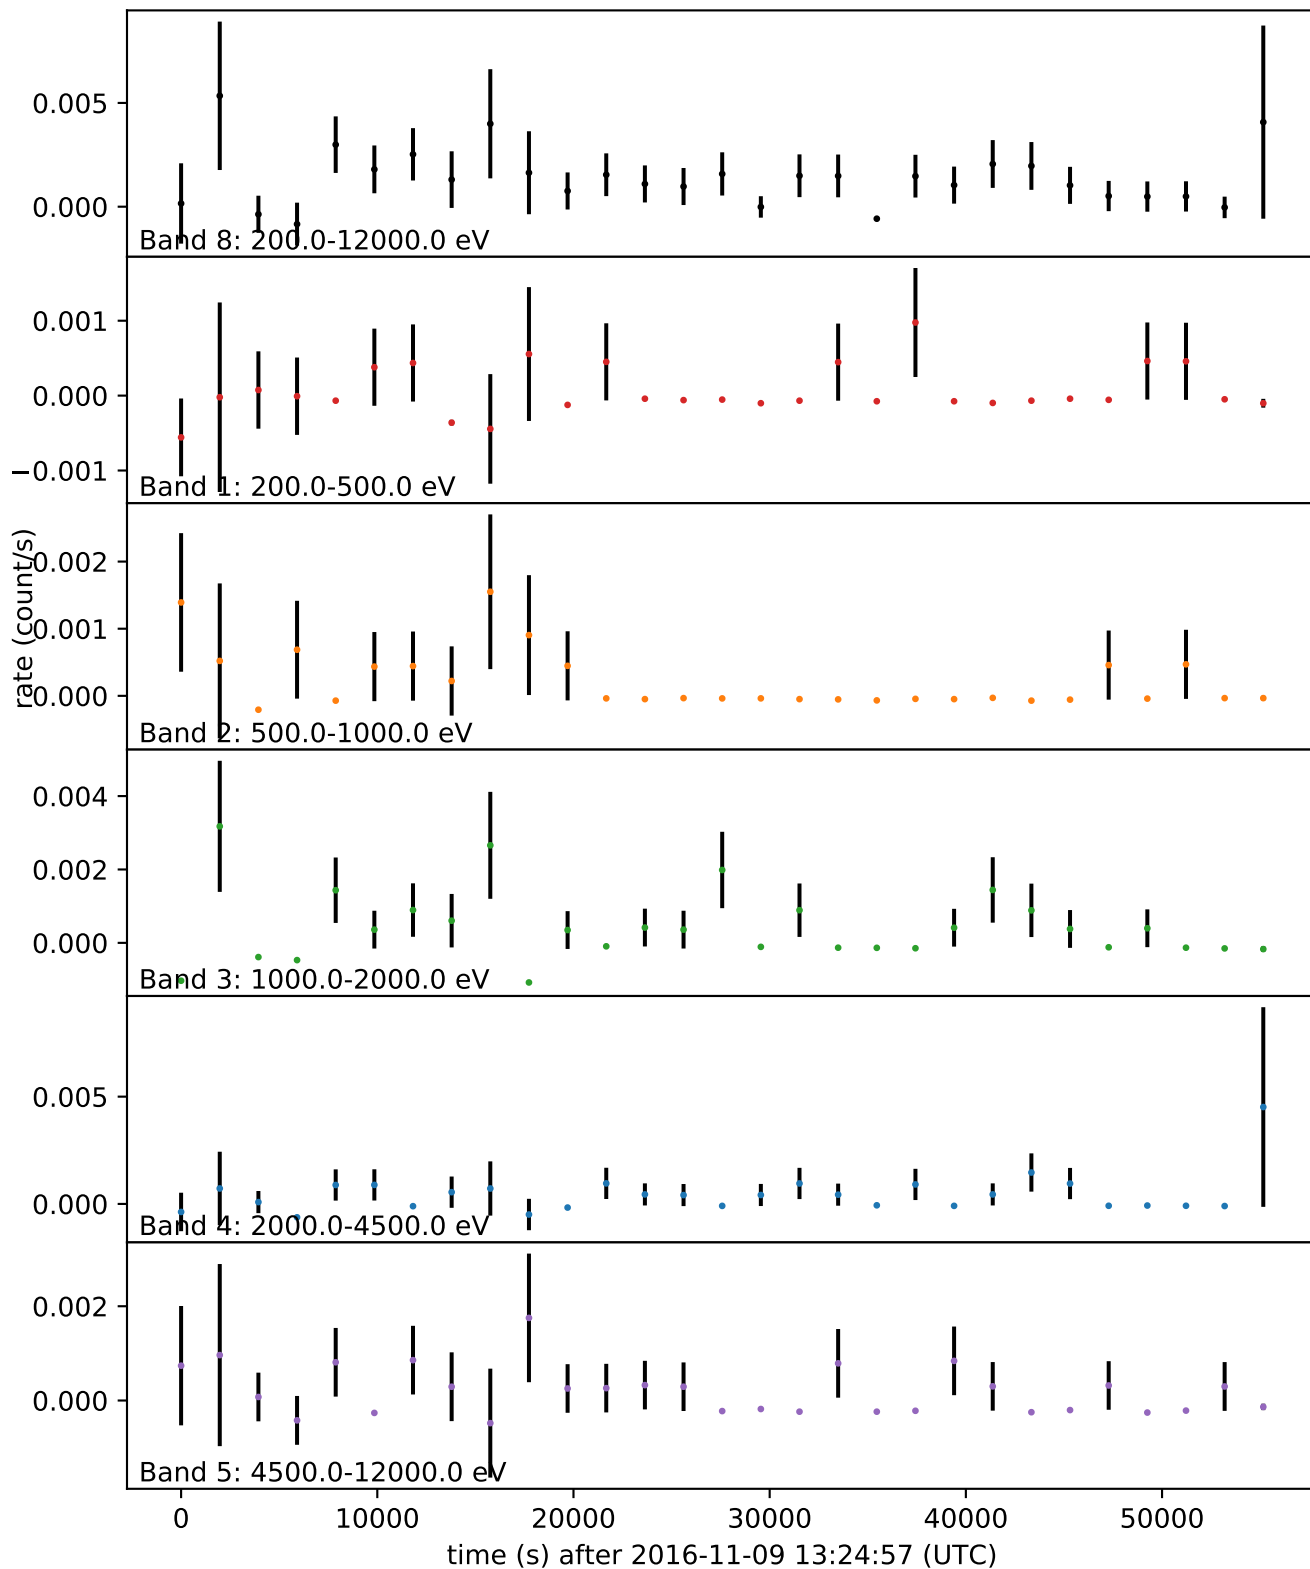 0.005
0.000
Band 8: 200.0-12000.0 eV
0.001
0.000
−0.001
Band 1: 200.0-500.0 eV
rate (count/s)
0.002
0.001
0.000
Band 2: 500.0-1000.0 eV
0.004
0.002
0.000
Band 3: 1000.0-2000.0 eV
0.005
0.000
Band 4: 2000.0-4500.0 eV
0.002
0.000
Band 5: 4500.0-12000.0 eV
0 10000 20000 30000 40000 50000
time (s) after 2016-11-09 13:24:57 (UTC)